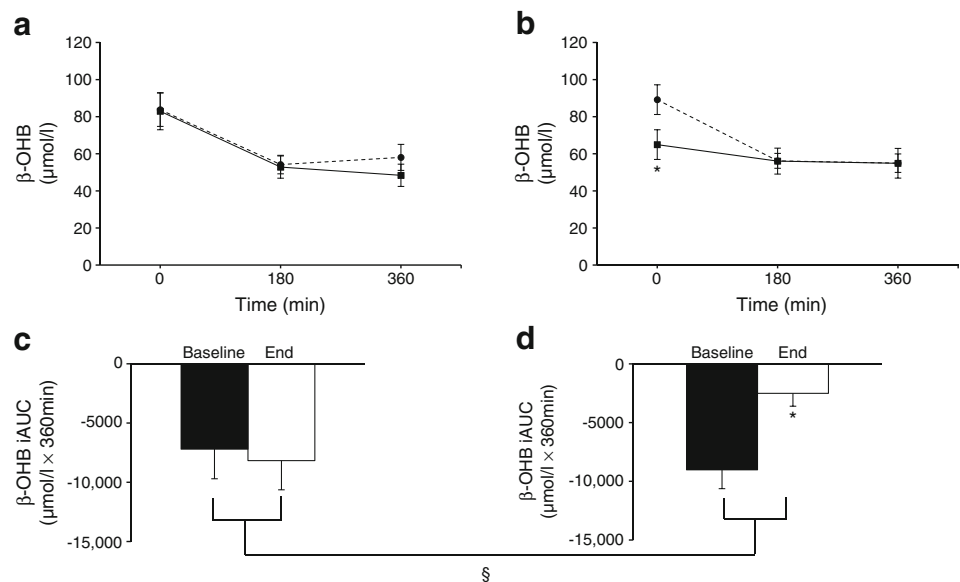 a
120
100
80
60
40
20
0
β-OHB
(µmol/l)
0 180 360
Time (min)
b
120
100
80
60
40
20
0
β-OHB
(µmol/l)
*
0 180 360
Time (min)
c
Baseline End
0
-5000
-10,000
-15,000
β-OHB iAUC
(µmol/l × 360min)
d
Baseline End
0
-5000
-10,000
-15,000
β-OHB iAUC
(µmol/l × 360min)
*
§